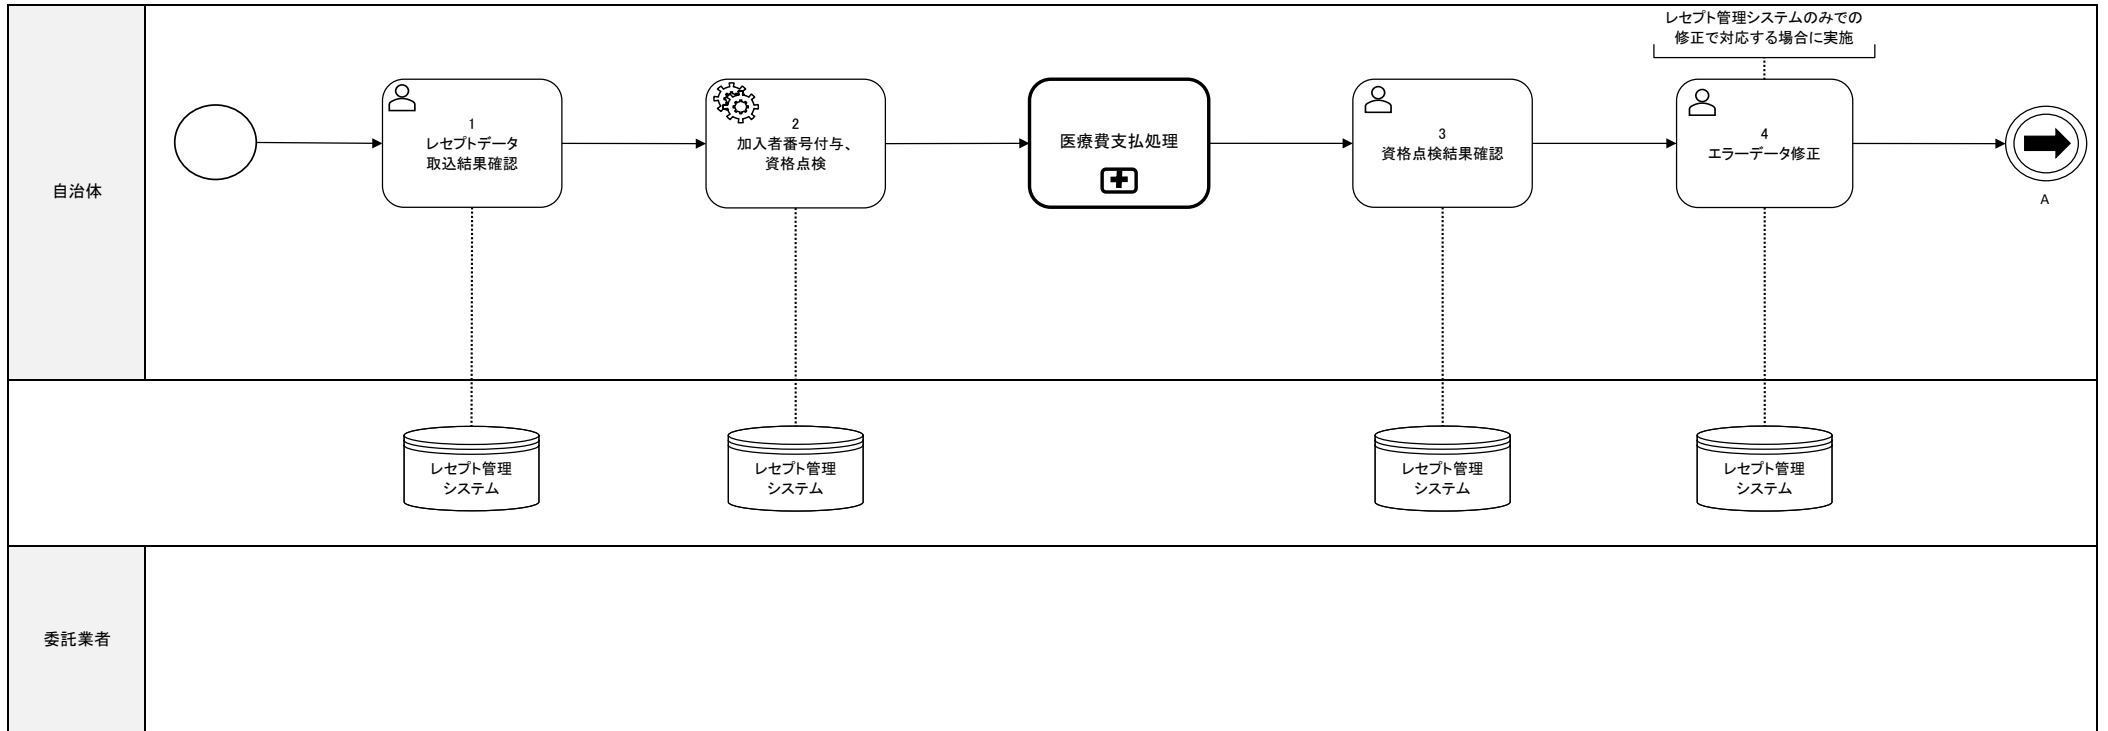 レセプト管理システムのみでの
修正で対応する場合に実施
自治体
1
レセプトデータ
取込結果確認
2
加入者番号付与、
資格点検
医療費支払処理
3
資格点検結果確認
4
エラーデータ修正
A
レセプト管理
システム
レセプト管理
システム
レセプト管理
システム
レセプト管理
システム
委託業者